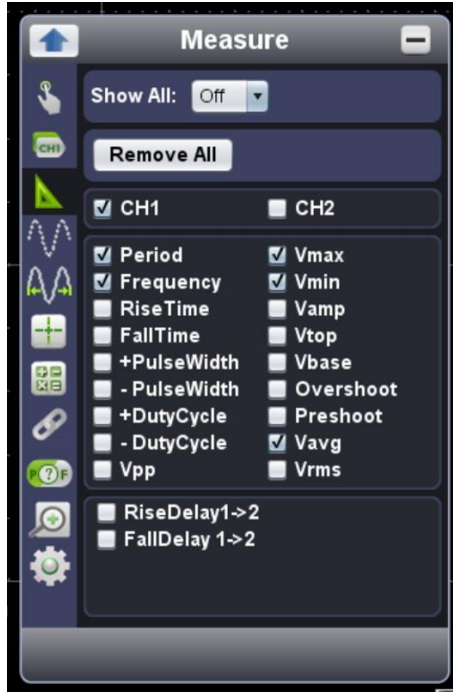 Measure
Show All: Off
CH1
Remove All
CH1 CH2
Period Vmax
Frequency Vmin
RiseTime Vamp
FallTime Vtop
+PulseWidth Vbase
- PulseWidth Overshoot
+DutyCycle Preshoot
- DutyCycle Vavg
Vpp Vrms
P?F
RiseDelay1->2
FallDelay 1->2